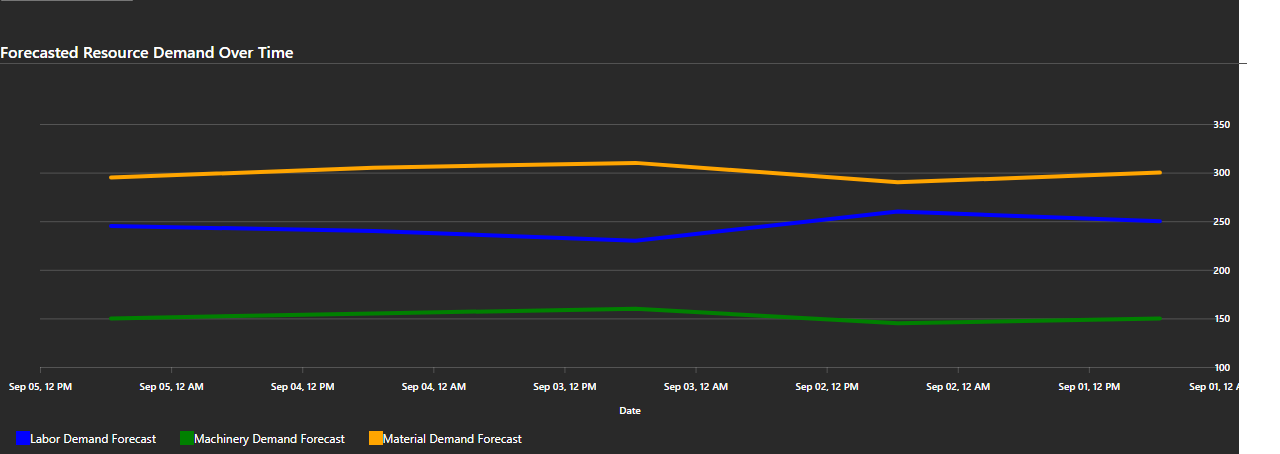 Forecasted Resource Demand Over Time
350
300
250
200
150
100
Sep 05, 12 PM Sep 05, 12 AM Sep 04, 12 PM Sep 04, 12 AM Sep 03, 12 PM Sep 03, 12 AM Sep 02, 12 PM Sep 02, 12 AM Sep 01, 12 PM Sep 01, 12
Date
Labor Demand Forecast Machinery Demand Forecast Material Demand Forecast